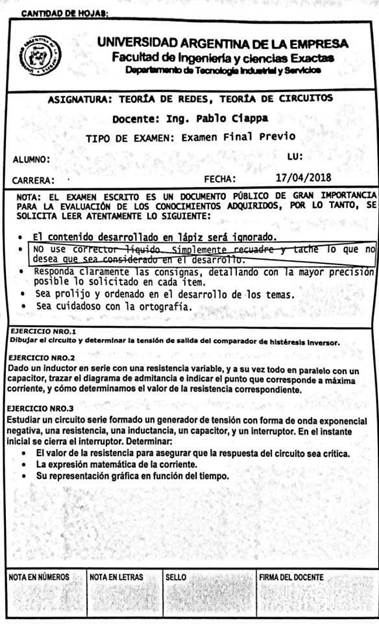 CANTIDAD DE HOJAS:
UNIVERSIDAD ARGENTINA DE LA EMPRESA
Facultad de Ingeniería y ciencias Exactas
Departamento de Tecnología Industrial y Servicios
ASIGNATURA: TEORÍA DE REDES, TEORÍA DE CIRCUITOS
Docente: Ing. Pablo Ciappa
TIPO DE EXAMEN: Examen Final Previo
ALUMNO: LU:
CARRERA: FECHA: 17/04/2018
NOTA: EL EXAMEN ESCRITO ES UN DOCUMENTO PÚBLICO DE GRAN IMPORTANCIA
PARA LA EVALUACIÓN DE LOS CONOCIMIENTOS ADQUIRIDOS, POR LO TANTO, SE
SOLICITA LEER ATENTAMENTE LO SIGUIENTE:
• El contenido desarrollado en lápiz será ignorado.
• NO use corrector líquido. Simplemente recuadre y tache lo que no
desea que sea considerado en el desarrollo.
• Responda claramente las consignas, detallando con la mayor precisión
posible lo solicitado en cada ítem.
• Sea prolijo y ordenado en el desarrollo de los temas.
• Sea cuidadoso con la ortografía.
EJERCICIO NRO.1
Dibujar el circuito y determinar la tensión de salida del comparador de histéresis inversor.
EJERCICIO NRO.2
Dado un inductor en serie con una resistencia variable, y a su vez todo en paralelo con un
capacitor, trazar el diagrama de admitancia e indicar el punto que corresponde a máxima
corriente, y cómo determinamos el valor de la resistencia correspondiente.
EJERCICIO NRO.3
Estudiar un circuito serie formado un generador de tensión con forma de onda exponencial
negativa, una resistencia, una inductancia, un capacitor, y un interruptor. En el instante
inicial se cierra el interruptor. Determinar:
• El valor de la resistencia para asegurar que la respuesta del circuito sea crítica.
• La expresión matemática de la corriente.
• Su representación gráfica en función del tiempo.
NOTA EN NÚMEROS NOTA EN LETRAS SELLO FIRMA DEL DOCENTE